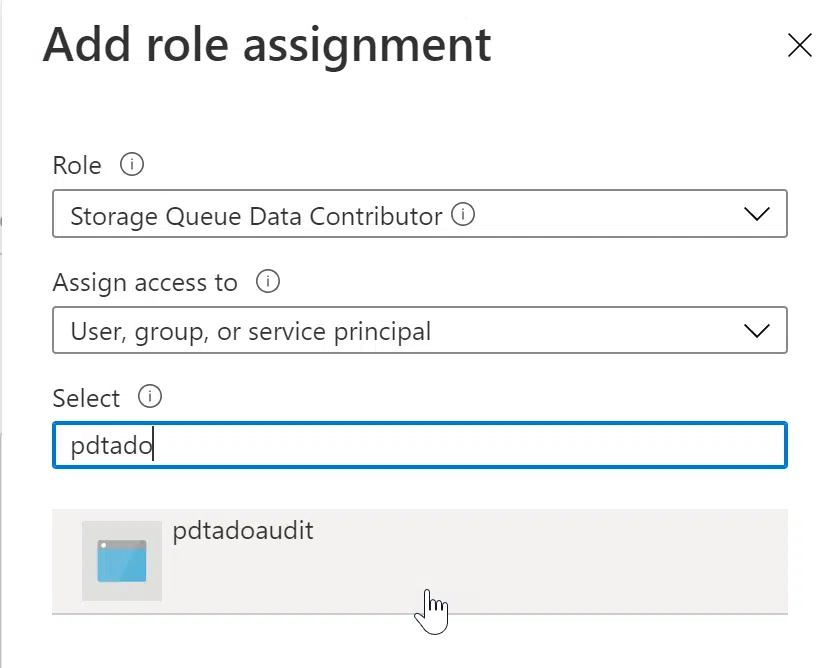 Add role assignment
Role
Storage Queue Data Contributor
Assign access to
User, group, or service principal
Select
pdtado
pdtadoaudit